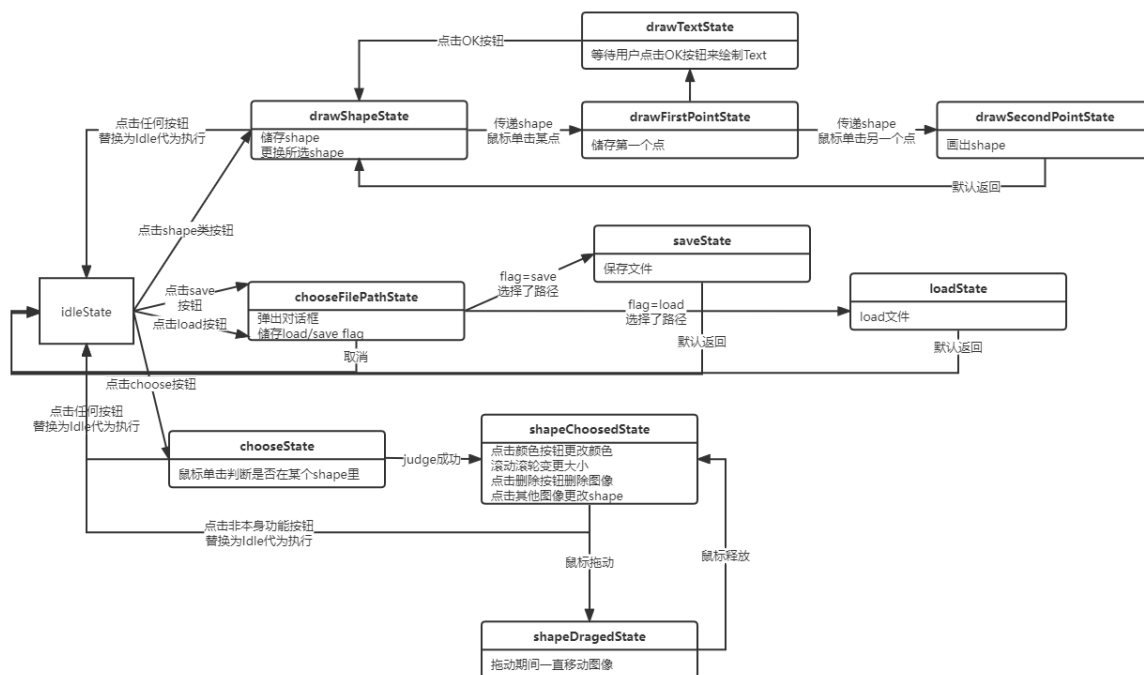 drawTextState
等待用户点击OK按钮来绘制Text
点击OK按钮
drawShapeState
储存shape
更换所选shape
传递shape
鼠标单击某点
drawFirstPointState
储存第一个点
传递shape
鼠标单击另一个点
drawSecondPointState
画出shape
默认返回
点击任何按钮
替换为Idle代为执行
点击shape类按钮
idleState
点击save
按钮
点击load按钮
chooseFilePathState
弹出对话框
储存load/save flag
取消
flag=save
选择了路径
saveState
保存文件
默认返回
flag=load
选择了路径
loadState
load文件
默认返回
点击choose按钮
点击任何按钮
替换为Idle代为执行
chooseState
鼠标单击判断是否在某个shape里
judge成功
shapeChoosedState
点击颜色按钮更改颜色
滚动滚轮变更大小
点击删除按钮删除图像
点击其他图像更改shape
点击非本身功能按钮
替换为Idle代为执行
鼠标拖动
鼠标释放
shapeDragedState
拖动期间一直移动图像